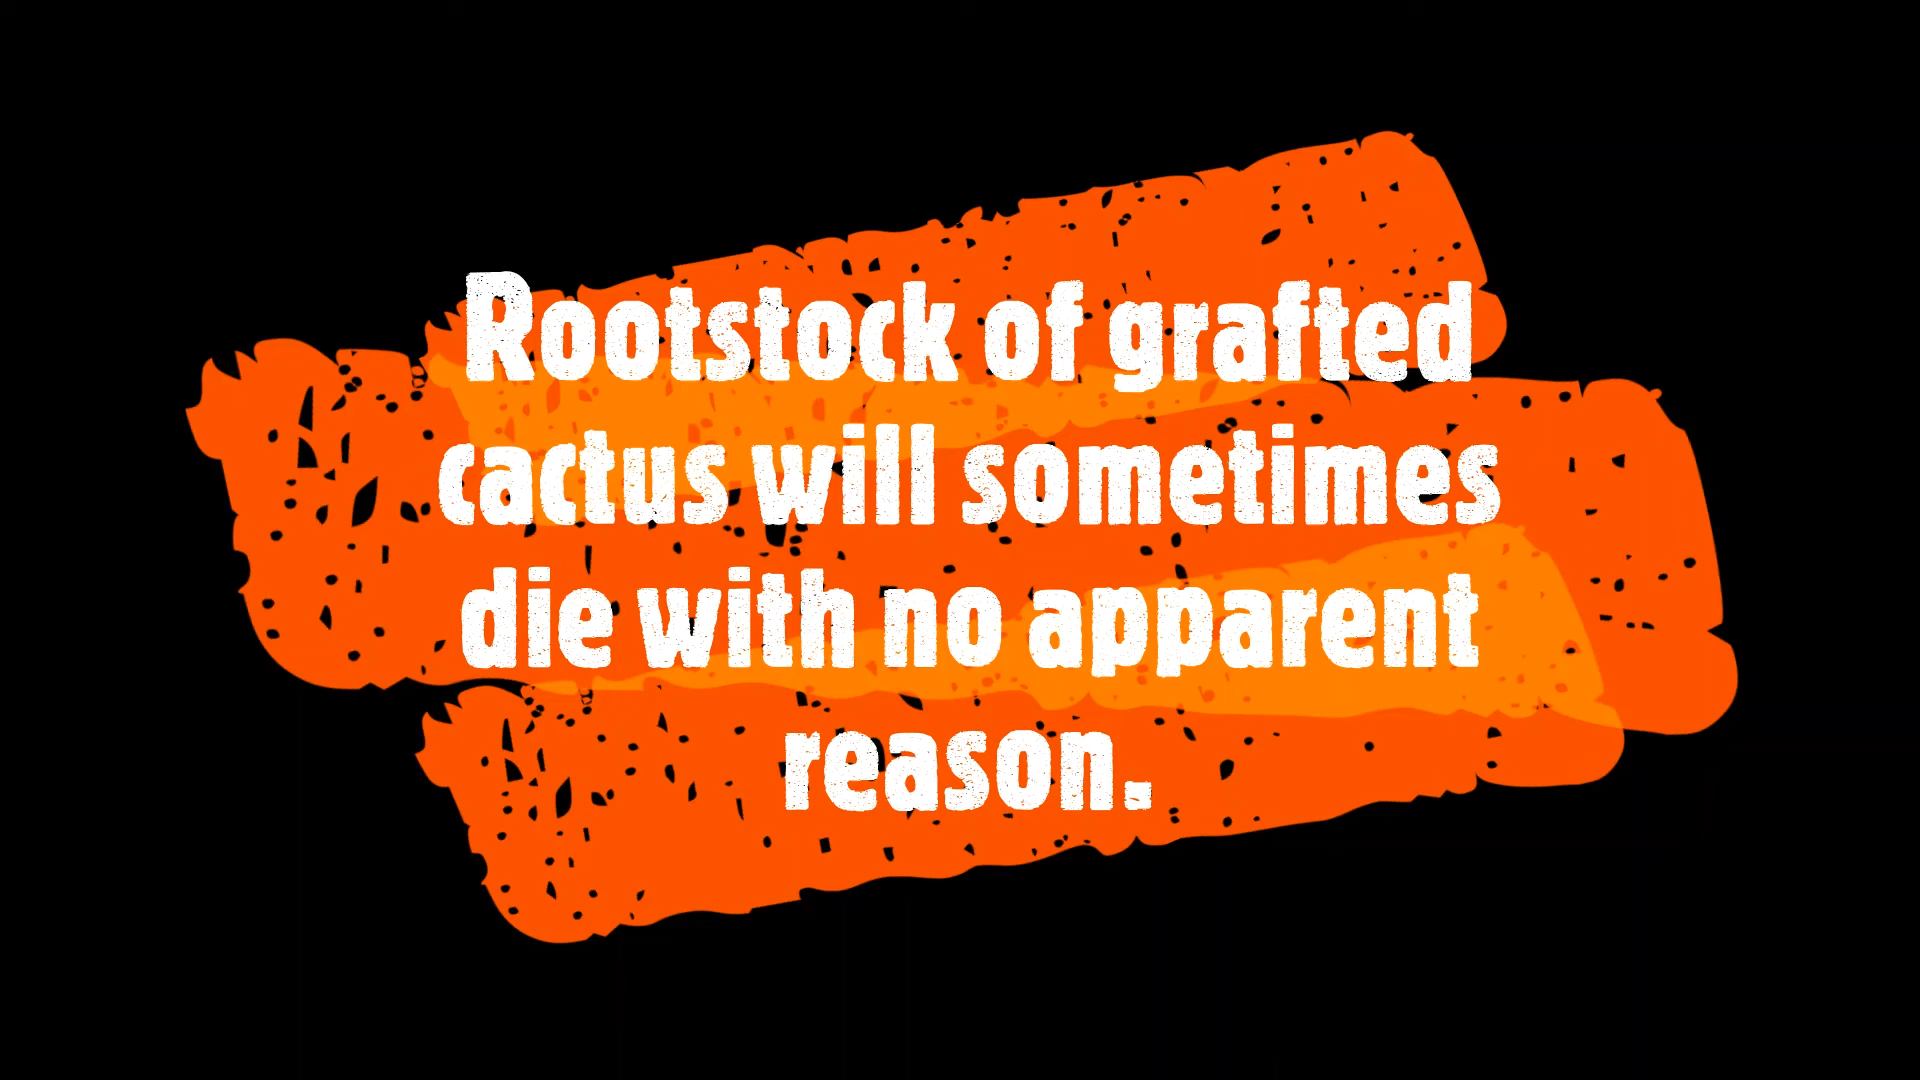 Rootstock of grafted
cactus will sometimes
die with no apparent
reason.